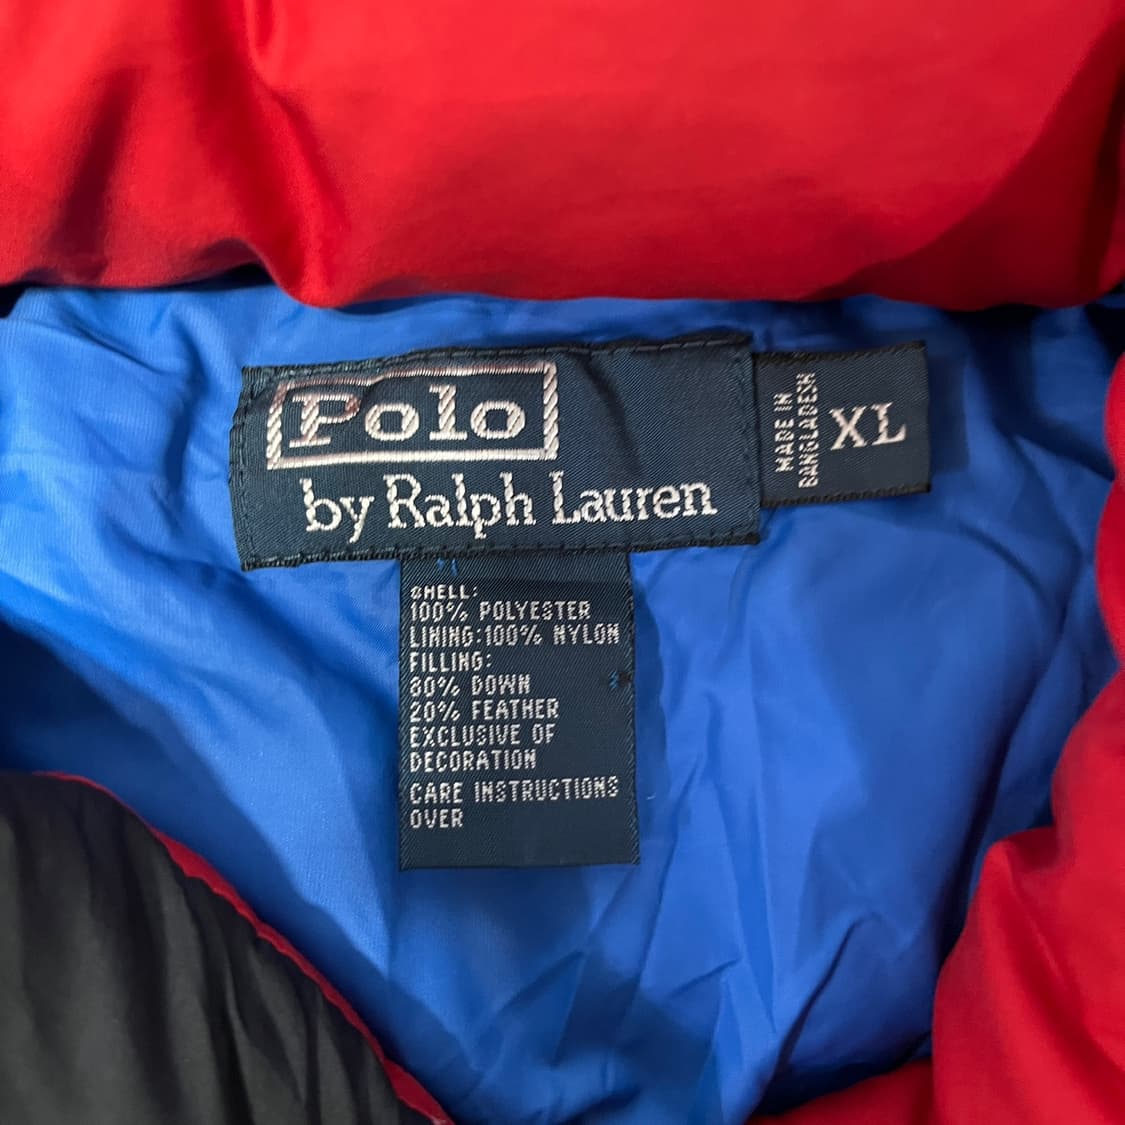 Polo
by Ralph Lauren
MADE IN
BANGLADESH
XL
SHELL:
100% POLYESTER
LINING:100% NYLON
FILLING:
80% DOWN
20% FEATHER
EXCLUSIVE OF
DECORATION
CARE INSTRUCTIONS
OVER